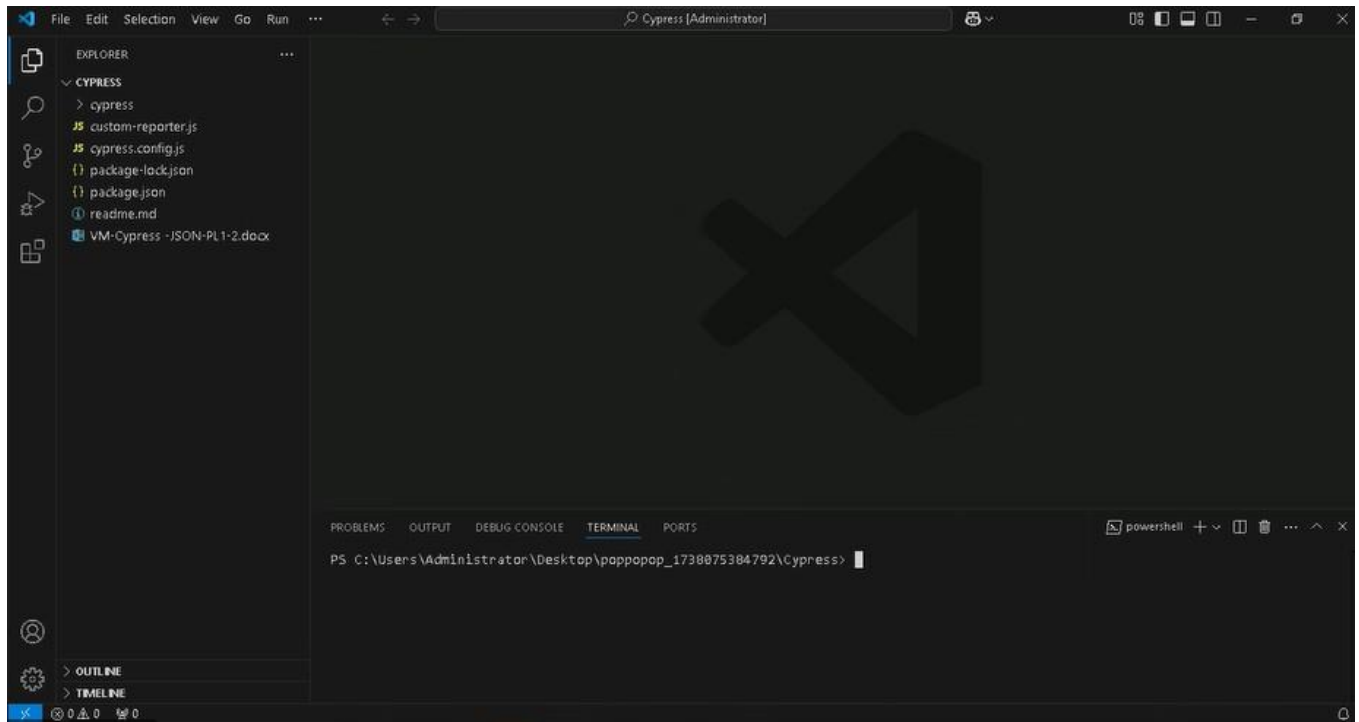 File Edit Selection View Go Run ...
Cypress [Administrator]
EXPLORER
CYPRESS
cypress
JS custom-reporter.js
JS cypress.config.js
{} package-lock.json
{} package.json
readme.md
VM-Cypress -JSON-PL1-2.docx
PROBLEMS OUTPUT DEBUG CONSOLE TERMINAL PORTS
powershell
PS C:\Users\Administrator\Desktop\poppopop_1738075384792\Cypress>
OUTLINE
TIMELINE
0 0 0